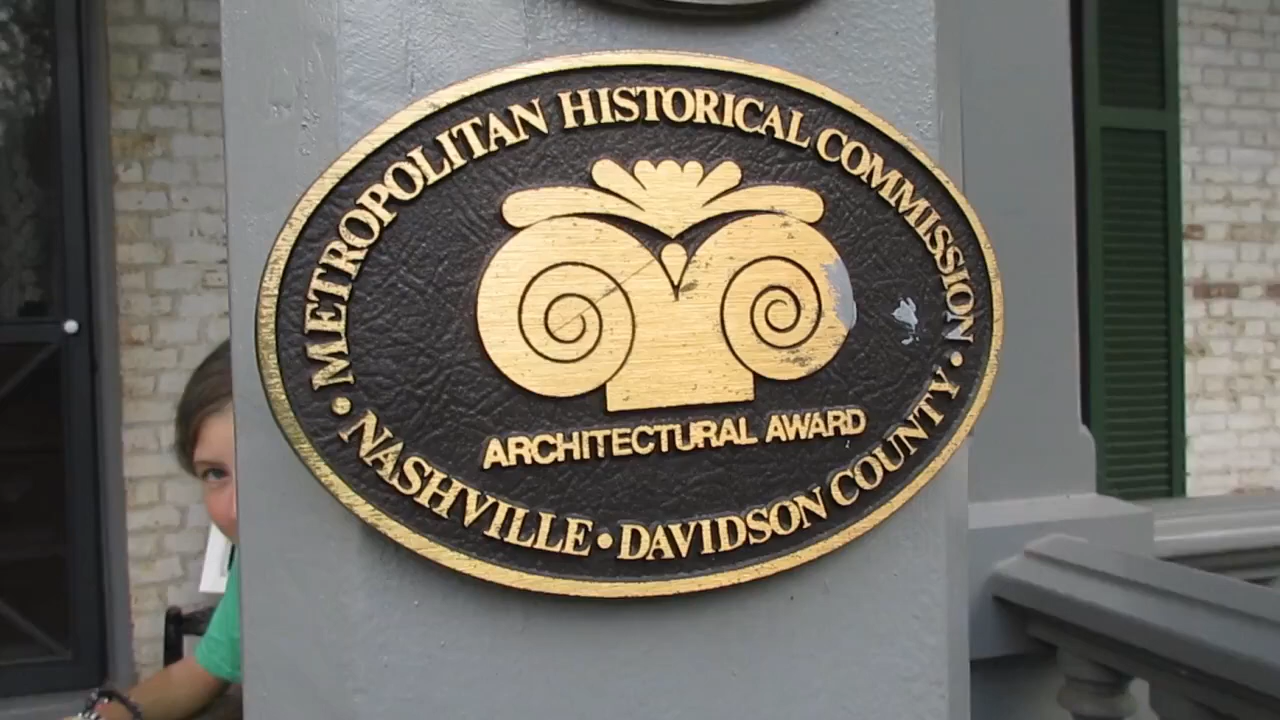 METROPOLITAN HISTORICAL COMMISSION
ARCHITECTURAL AWARD
• NASHVILLE • DAVIDSON COUNTY •